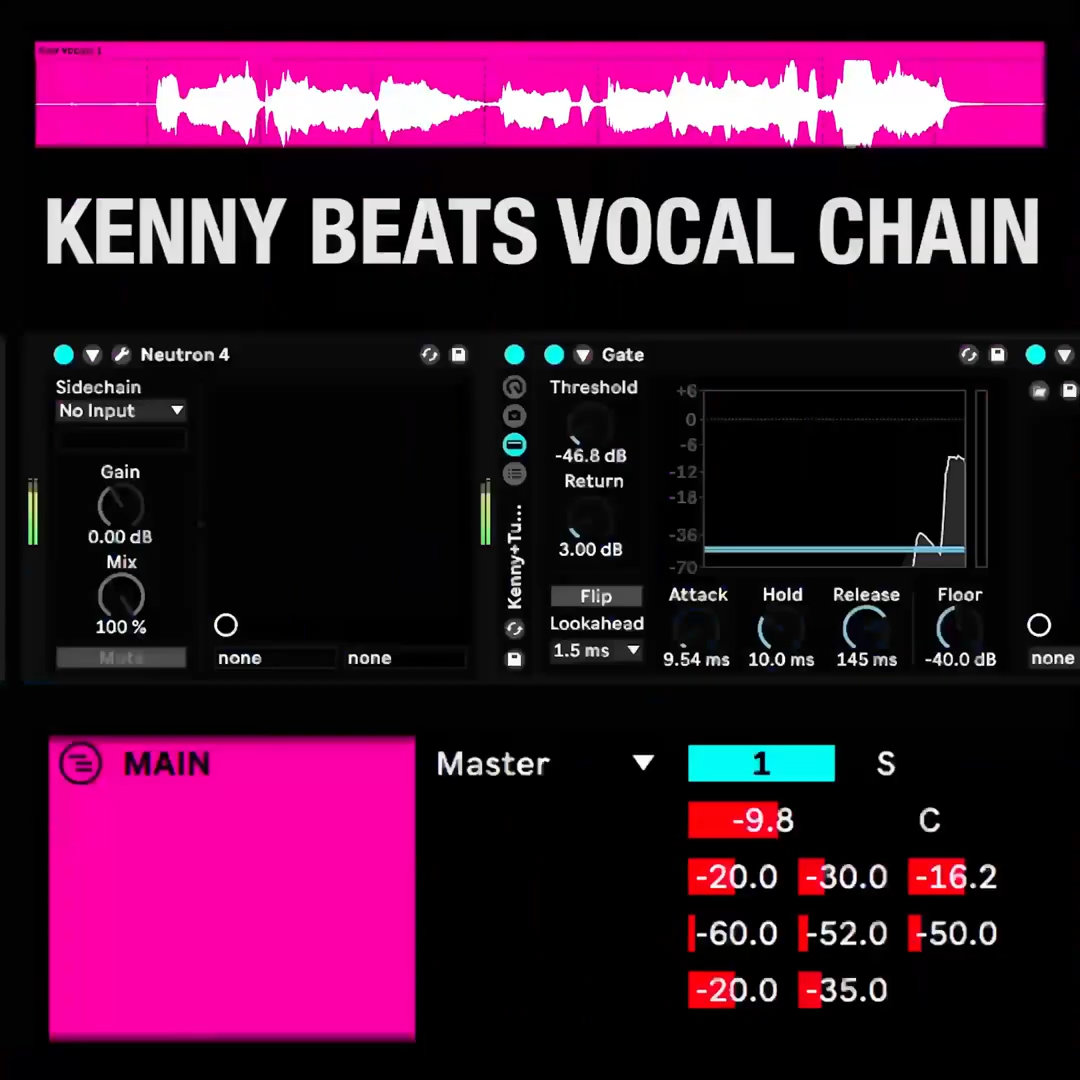 KENNY BEATS VOCAL CHAIN
Neutron 4
Sidechain
No Input
Gain
0.00 dB
Mix
100 %
Mute
none
none
Kenny+Tu...
Gate
Threshold
-46.8 dB
Return
3.00 dB
Flip
Lookahead
1.5 ms
+6
0
-6
-12
-18
-36
-70
Attack
Hold
Release
Floor
9.54 ms
10.0 ms
145 ms
-40.0 dB
none
MAIN
Master
1
S
-9.8
C
-20.0 -30.0 -16.2
-60.0 -52.0 -50.0
-20.0 -35.0